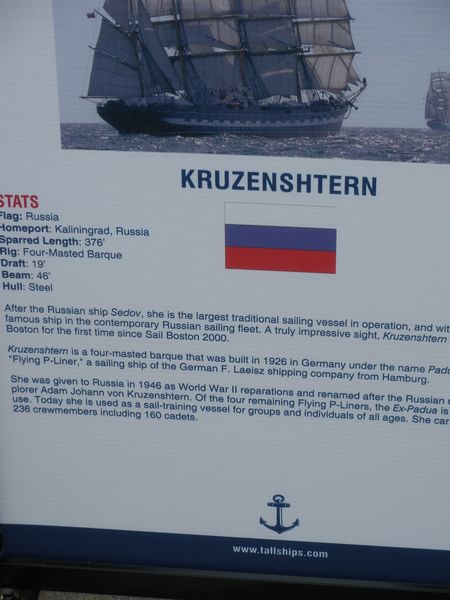 KRUZENSHTERN
STATS
Flag: Russia
Homeport: Kaliningrad, Russia
Sparred Length: 376'
Rig: Four-Masted Barque
Draft: 19'
Beam: 46'
Hull: Steel
After the Russian ship Sedov, she is the largest traditional sailing vessel in operation, and
famous ship in the contemporary Russian sailing fleet. A truly impressive sight, Kruzenshtern
Boston for the first time since Sail Boston 2000.
Kruzenshtern is a four-masted barque that was built in 1926 in Germany under the name
"Flying P-Liner," a sailing ship of the German F. Laeisz shipping company from Hamburg.
She was given to Russia in 1946 as World War II reparations and renamed after the Russian
plorer Adam Johann von Kruzenshtern. Of the four remaining Flying P-Liners, the Ex-Padua is
use. Today she is used as a sail-training vessel for groups and individuals of all ages. She
236 crewmembers including 160 cadets.
www.tallships.com